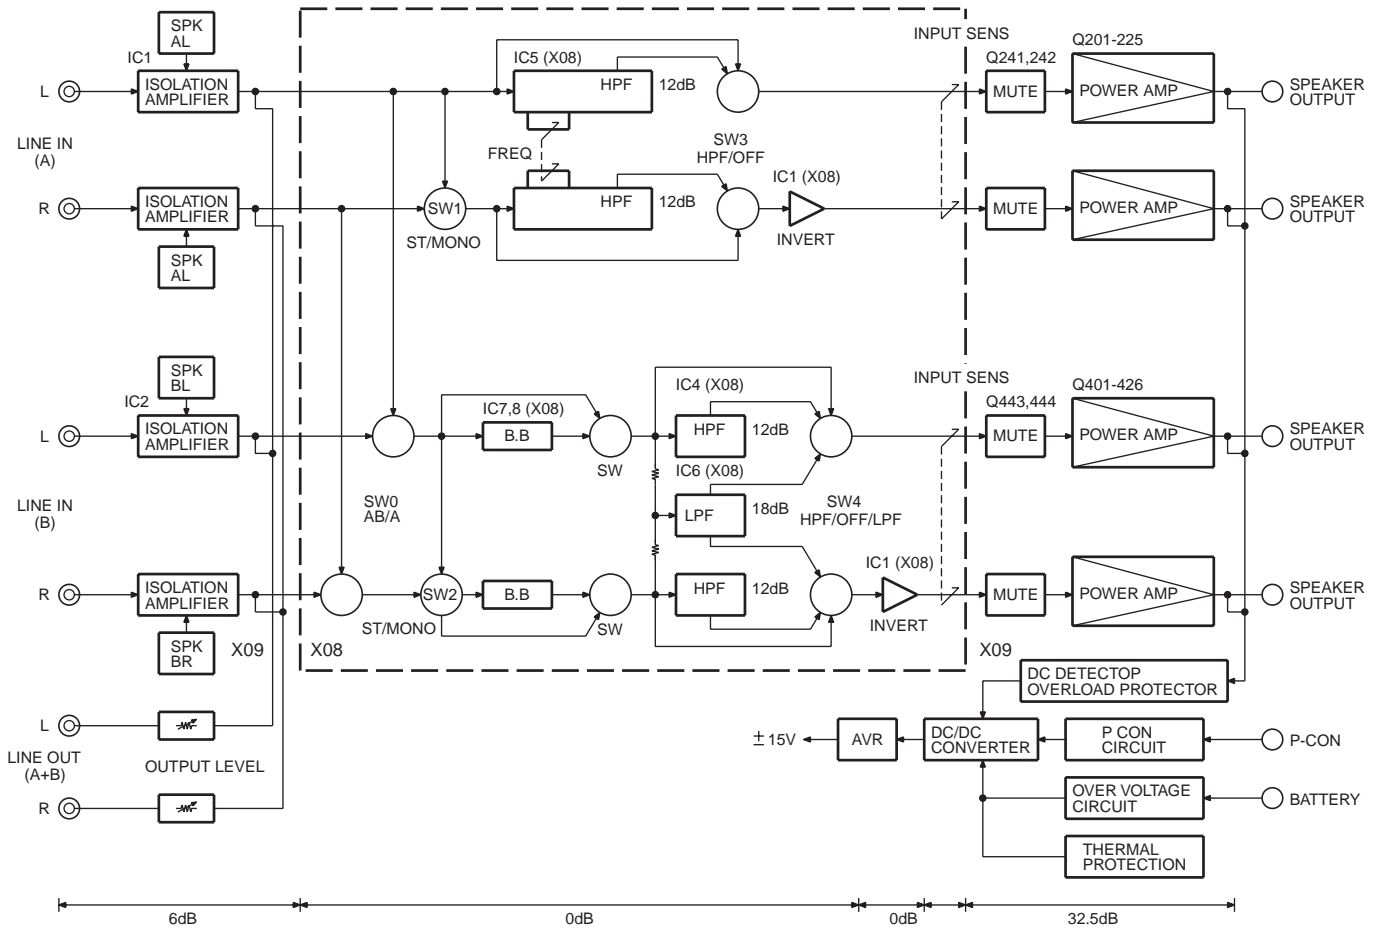 SPK
AL
IC1
ISOLATION
AMPLIFIER
L
LINE IN
(A)
R
ISOLATION
AMPLIFIER
SPK
AL
IC5 (X08)
HPF
12dB
FREQ
SW3
HPF/OFF
HPF
12dB
SW1
ST/MONO
IC1 (X08)
INVERT
INPUT SENS
Q241,242
MUTE
Q201-225
POWER AMP
SPEAKER
OUTPUT
MUTE
POWER AMP
SPEAKER
OUTPUT
SPK
BL
IC2
ISOLATION
AMPLIFIER
L
LINE IN
(B)
R
ISOLATION
AMPLIFIER
SPK
BR
X09
X08
SW0
AB/A
IC7,8 (X08)
B.B
SW
IC4 (X08)
HPF
12dB
IC6 (X08)
LPF
18dB
SW4
HPF/OFF/LPF
SW2
ST/MONO
B.B
SW
HPF
12dB
IC1 (X08)
INVERT
INPUT SENS
Q443,444
MUTE
Q401-426
POWER AMP
SPEAKER
OUTPUT
MUTE
POWER AMP
SPEAKER
OUTPUT
X09
DC DETECTOP
OVERLOAD PROTECTOR
L
LINE OUT
(A+B)
R
OUTPUT LEVEL
±15V
AVR
DC/DC
CONVERTER
P CON
CIRCUIT
P-CON
OVER VOLTAGE
CIRCUIT
BATTERY
THERMAL
PROTECTION
6dB
0dB
0dB
32.5dB